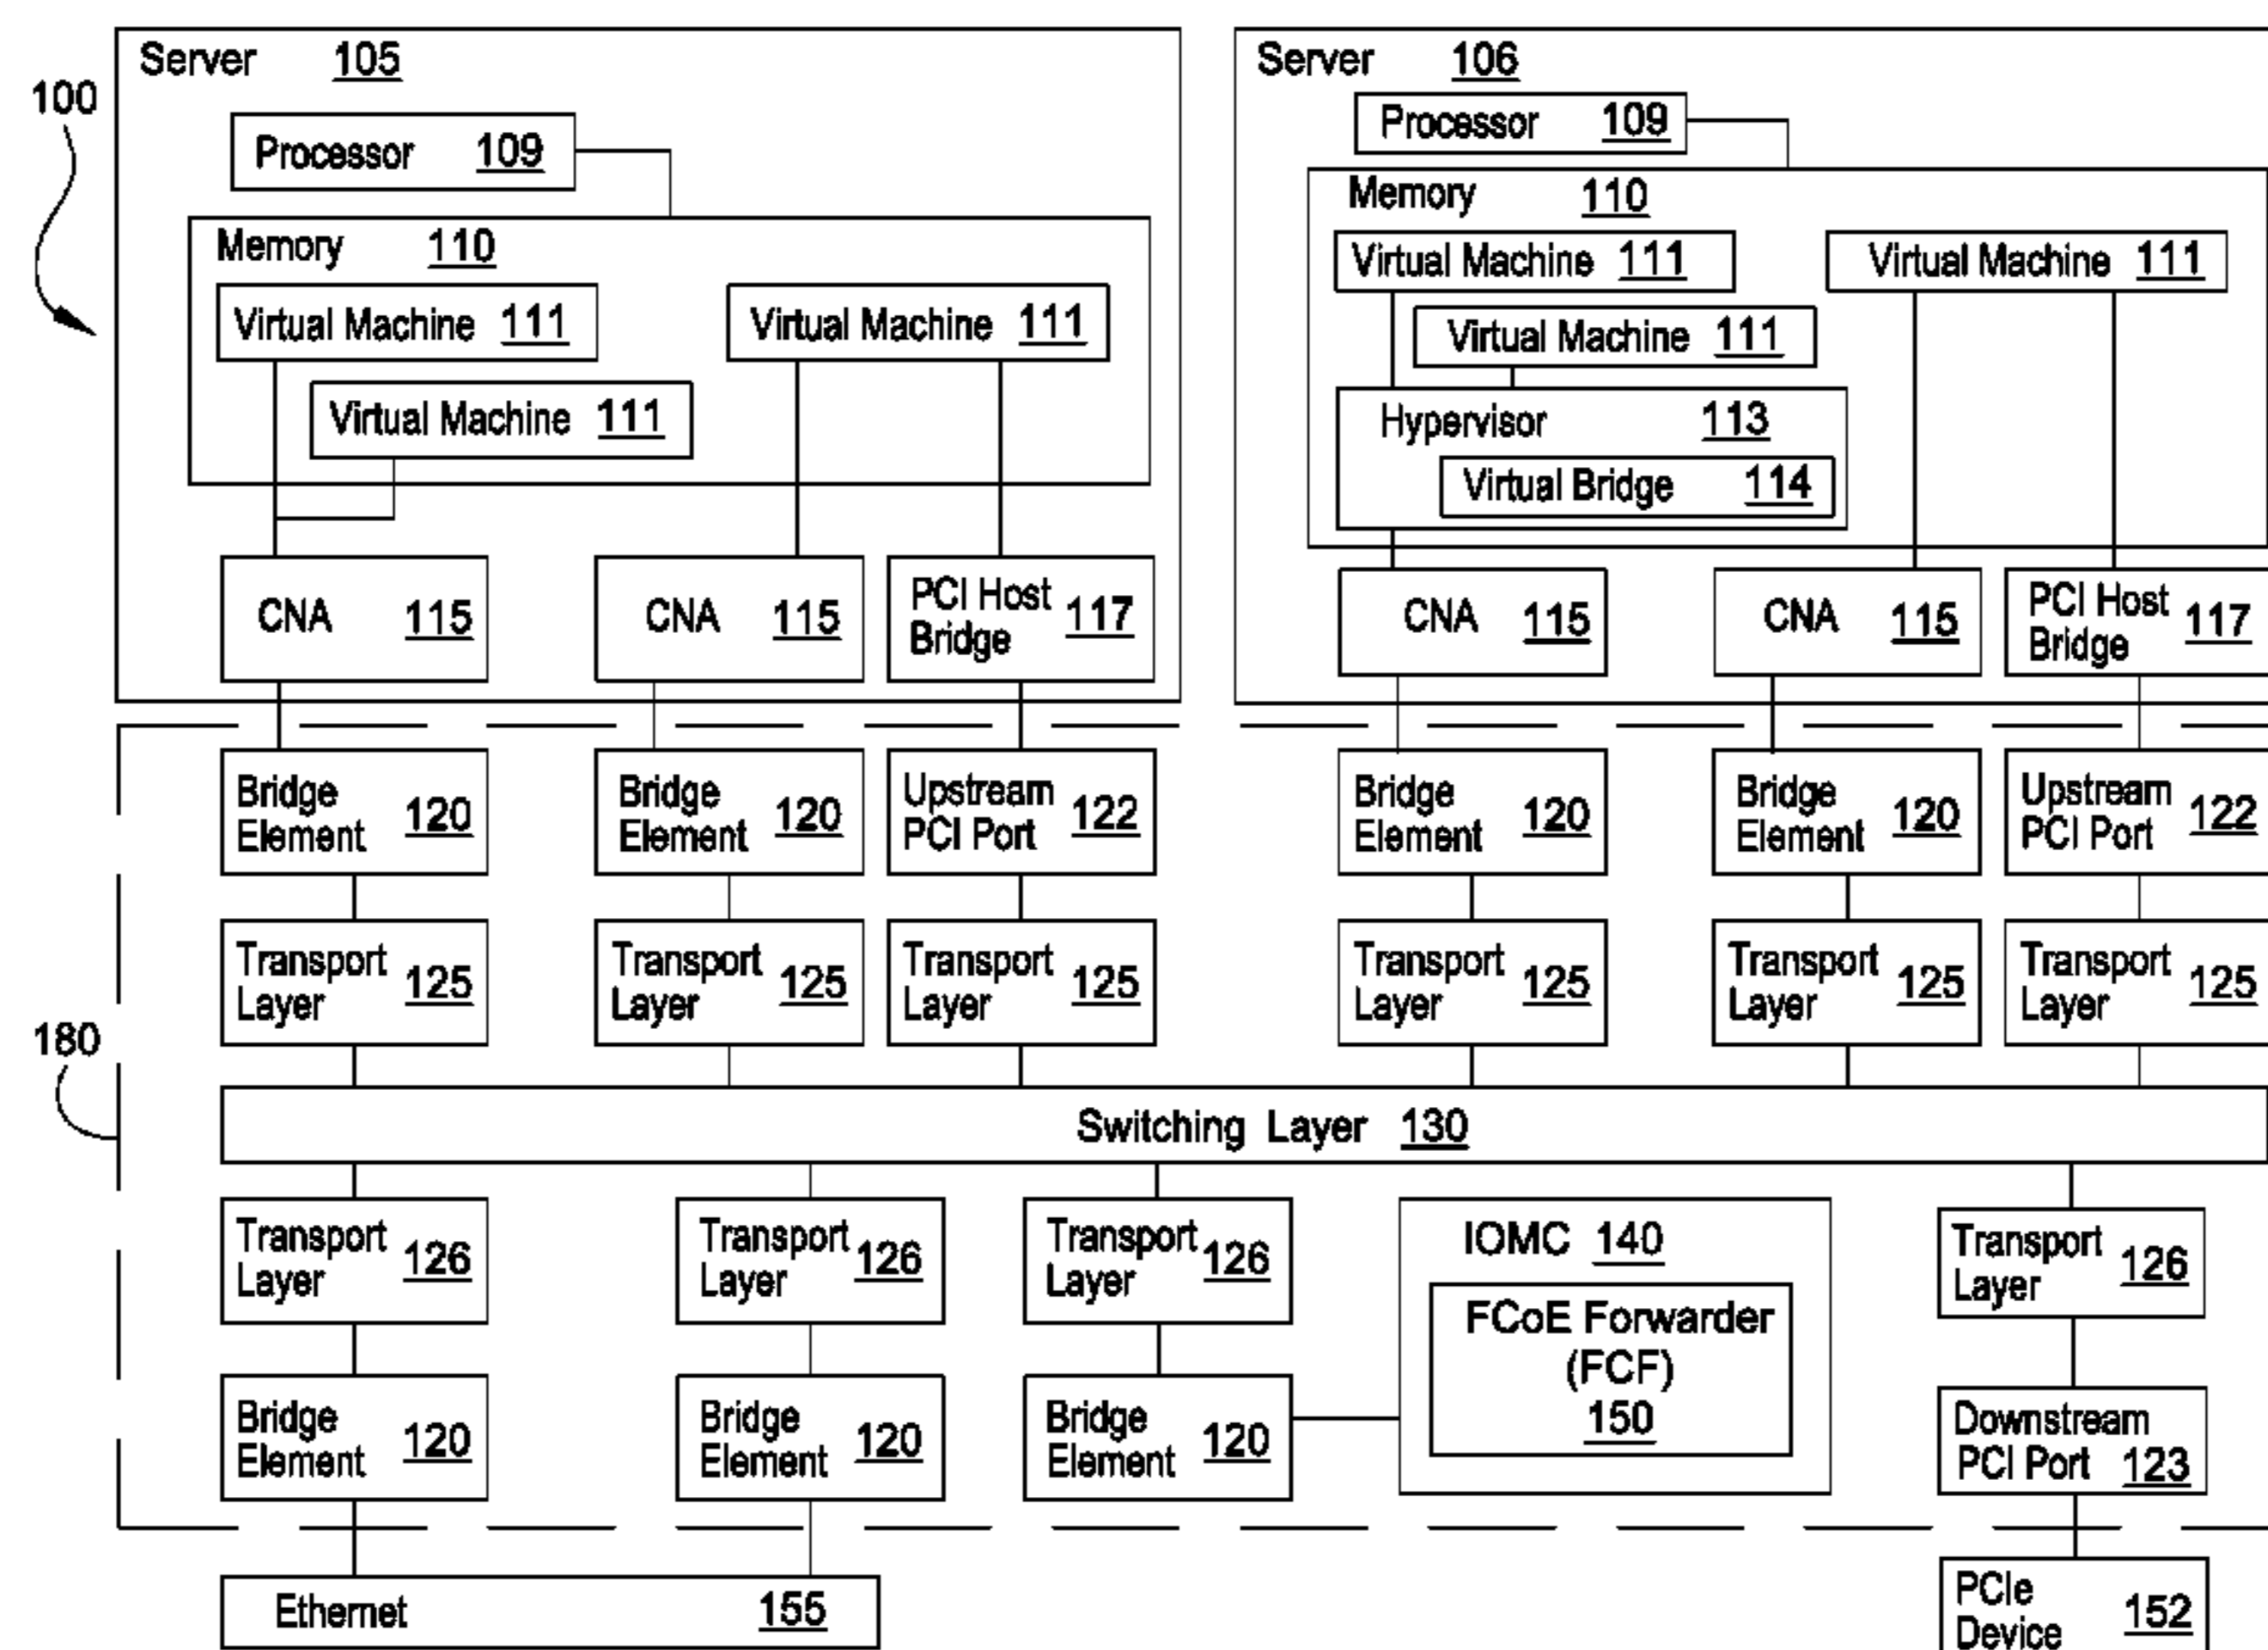 Server 105
100
Processor 109
Memory 110
Virtual Machine 111
Virtual Machine 111
Virtual Machine 111
CNA 115
CNA 115
PCI Host
Bridge 117
Server 106
Processor 109
Memory 110
Virtual Machine 111
Virtual Machine 111
Virtual Machine 111
Hypervisor 113
Virtual Bridge 114
CNA 115
CNA 115
PCI Host
Bridge 117
Bridge
Element 120
Bridge
Element 120
Upstream
PCI Port 122
Bridge
Element 120
Bridge
Element 120
Upstream
PCI Port 122
Transport
Layer 125
Transport
Layer 125
Transport
Layer 125
Transport
Layer 125
Transport
Layer 125
Transport
Layer 125
180
Switching Layer 130
Transport
Layer 126
Transport
Layer 126
Transport
Layer 126
IOMC 140
FCoE Forwarder
(FCF)
150
Transport
Layer 126
Bridge
Element 120
Bridge
Element 120
Bridge
Element 120
Downstream
PCI Port 123
Ethernet 155
PCIe
Device 152